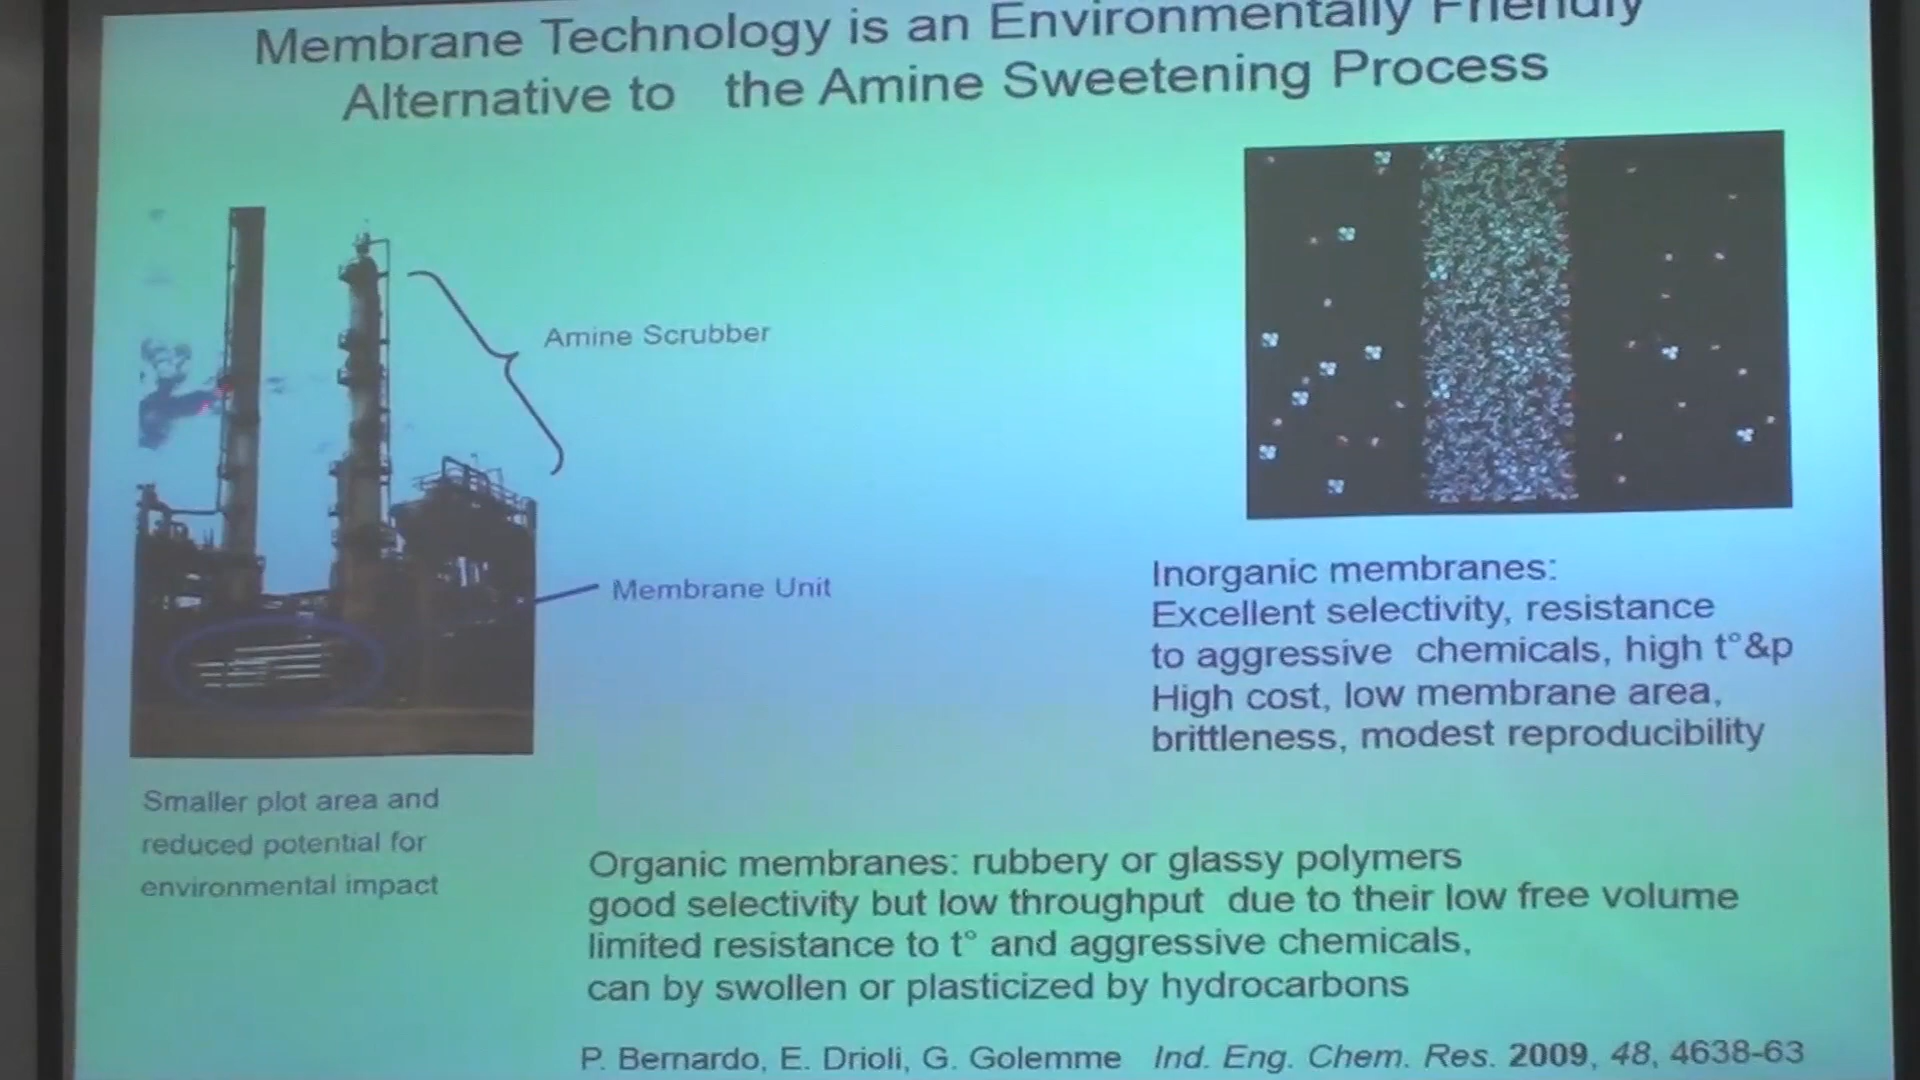 Membrane Technology is an Environmentally Friendly
Alternative to the Amine Sweetening Process
Amine Scrubber
Membrane Unit
Smaller plot area and
reduced potential for
environmental impact
Inorganic membranes:
Excellent selectivity, resistance
to aggressive chemicals, high t°&p
High cost, low membrane area,
brittleness, modest reproducibility
Organic membranes: rubbery or glassy polymers
good selectivity but low throughput due to their low free volume
limited resistance to t° and aggressive chemicals,
can by swollen or plasticized by hydrocarbons
P. Bernardo, E. Drioli, G. Golemme Ind. Eng. Chem. Res. 2009, 48, 4638-63